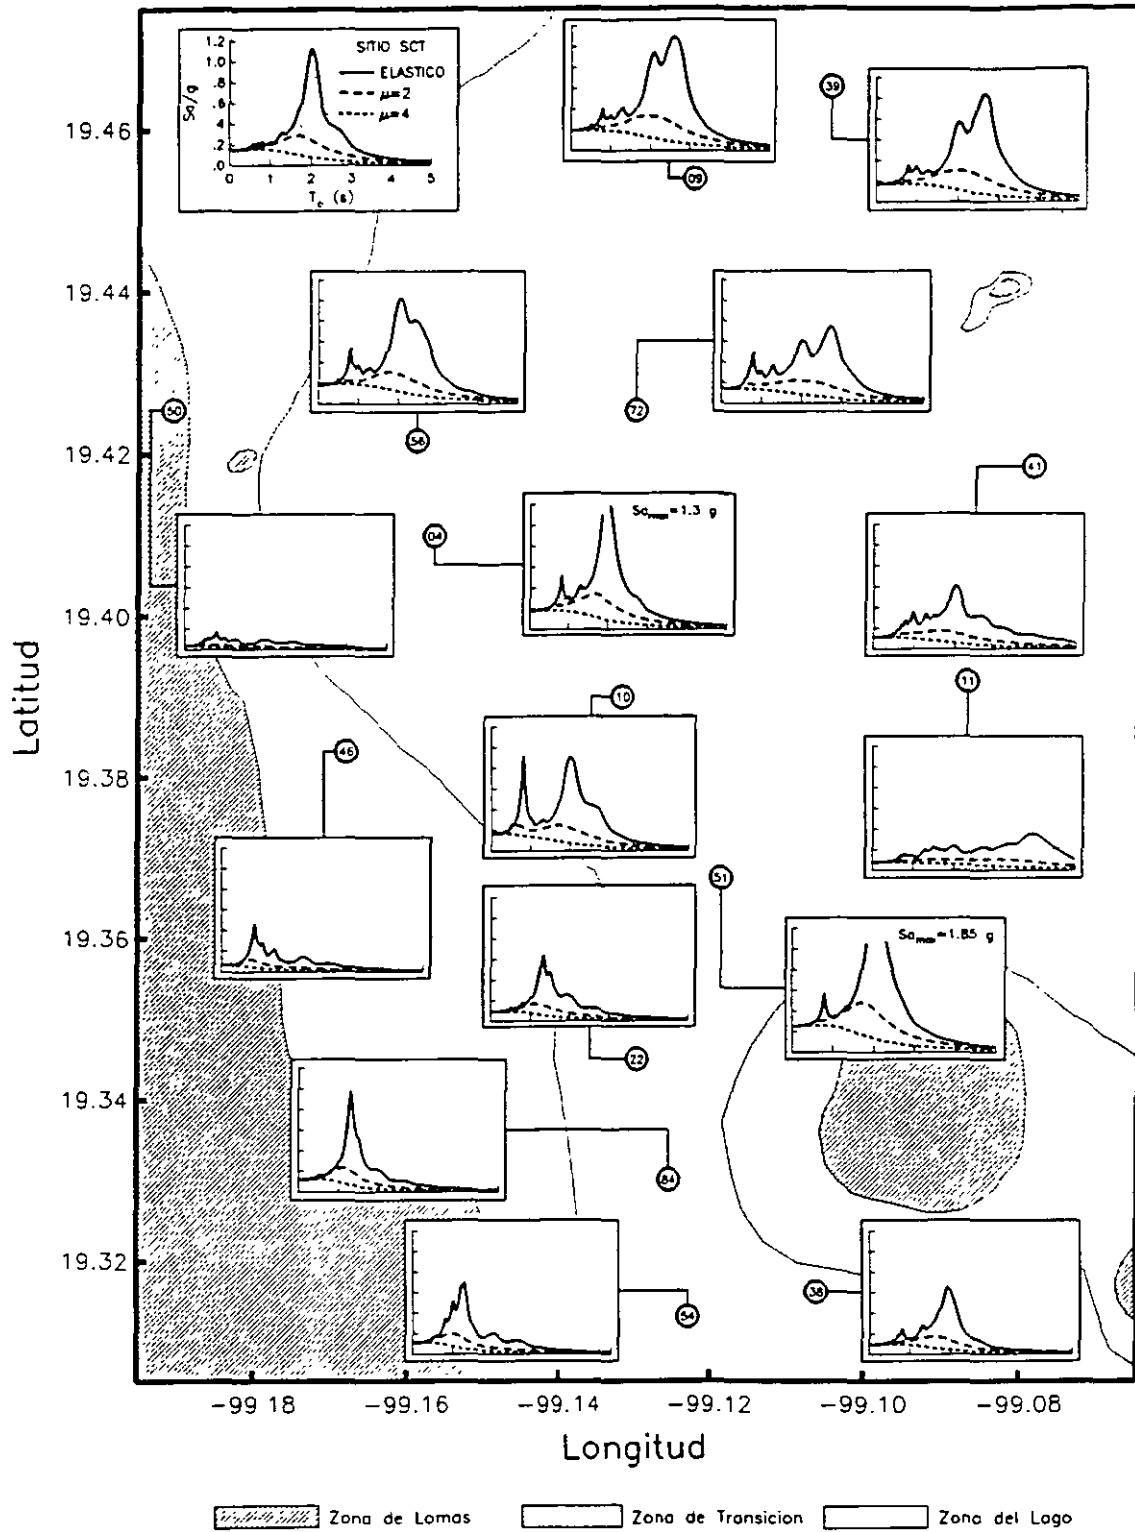 SITIO SCT
ELASTICO
μ=2
μ=4
Sa/g
1.2
1.0
.8
.6
.4
.2
.0
0 1 2 3 4 5
T_e (s)
09
39
56
72
50
04
Sa_max=1.3 g
41
11
10
46
51
Sa_max=1.85 g
22
84
54
38
19.46
19.44
19.42
19.40
19.38
19.36
19.34
19.32
Latitud
-99.18 -99.16 -99.14 -99.12 -99.10 -99.08
Longitud
Zona de Lomas Zona de Transicion Zona del Lago